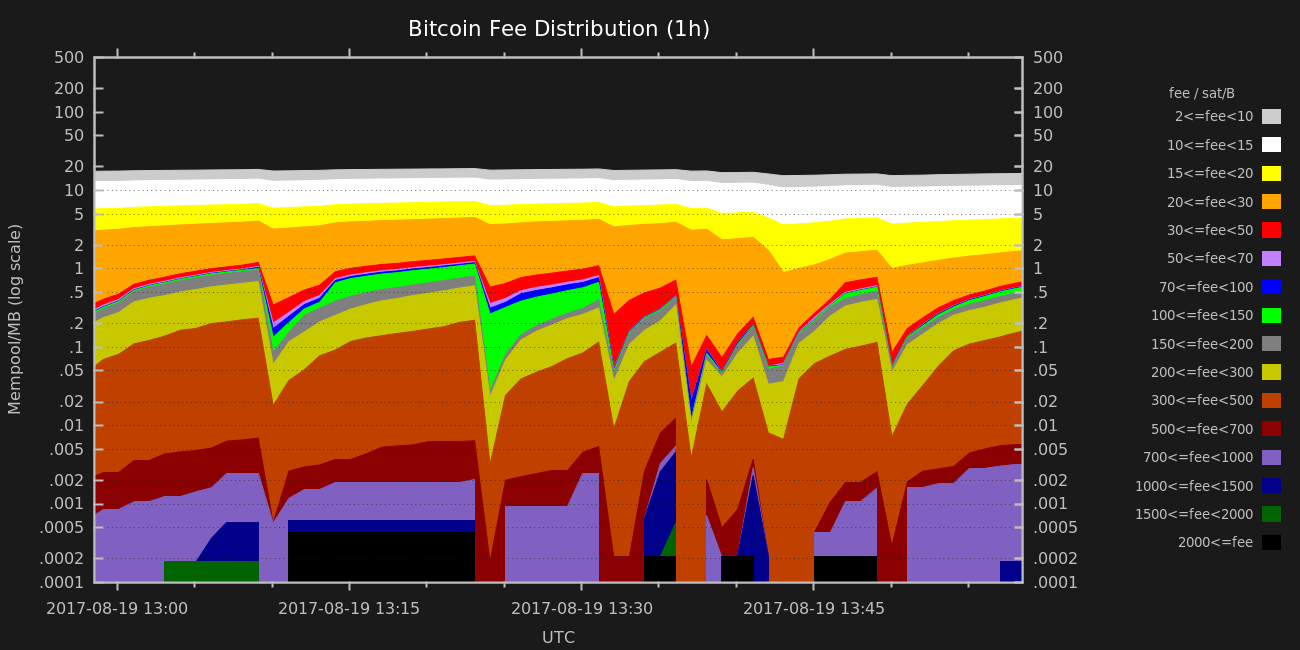 Bitcoin Fee Distribution (1h)
Mempool/MB (log scale)
500
200
100
50
20
10
5
2
1
.5
.2
.1
.05
.02
.01
.005
.002
.001
.0005
.0002
.0001
500
200
100
50
20
10
5
2
1
.5
.2
.1
.05
.02
.01
.005
.002
.001
.0005
.0002
.0001
2017-08-19 13:00 2017-08-19 13:15 2017-08-19 13:30 2017-08-19 13:45
UTC
fee / sat/B
2<=fee<10
10<=fee<15
15<=fee<20
20<=fee<30
30<=fee<50
50<=fee<70
70<=fee<100
100<=fee<150
150<=fee<200
200<=fee<300
300<=fee<500
500<=fee<700
700<=fee<1000
1000<=fee<1500
1500<=fee<2000
2000<=fee